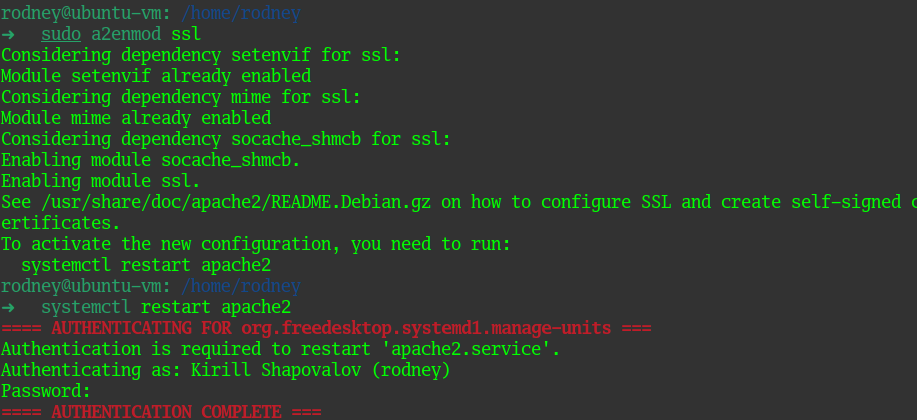 rodney@ubuntu-vm: /home/rodney
➜ sudo a2enmod ssl
Considering dependency setenvif for ssl:
Module setenvif already enabled
Considering dependency mime for ssl:
Module mime already enabled
Considering dependency socache_shmcb for ssl:
Enabling module socache_shmcb.
Enabling module ssl.
See /usr/share/doc/apache2/README.Debian.gz on how to configure SSL and create self-signed c
ertificates.
To activate the new configuration, you need to run:
  systemctl restart apache2
rodney@ubuntu-vm: /home/rodney
➜ systemctl restart apache2
==== AUTHENTICATING FOR org.freedesktop.systemd1.manage-units ===
Authentication is required to restart 'apache2.service'.
Authenticating as: Kirill Shapovalov (rodney)
Password:
==== AUTHENTICATION COMPLETE ===